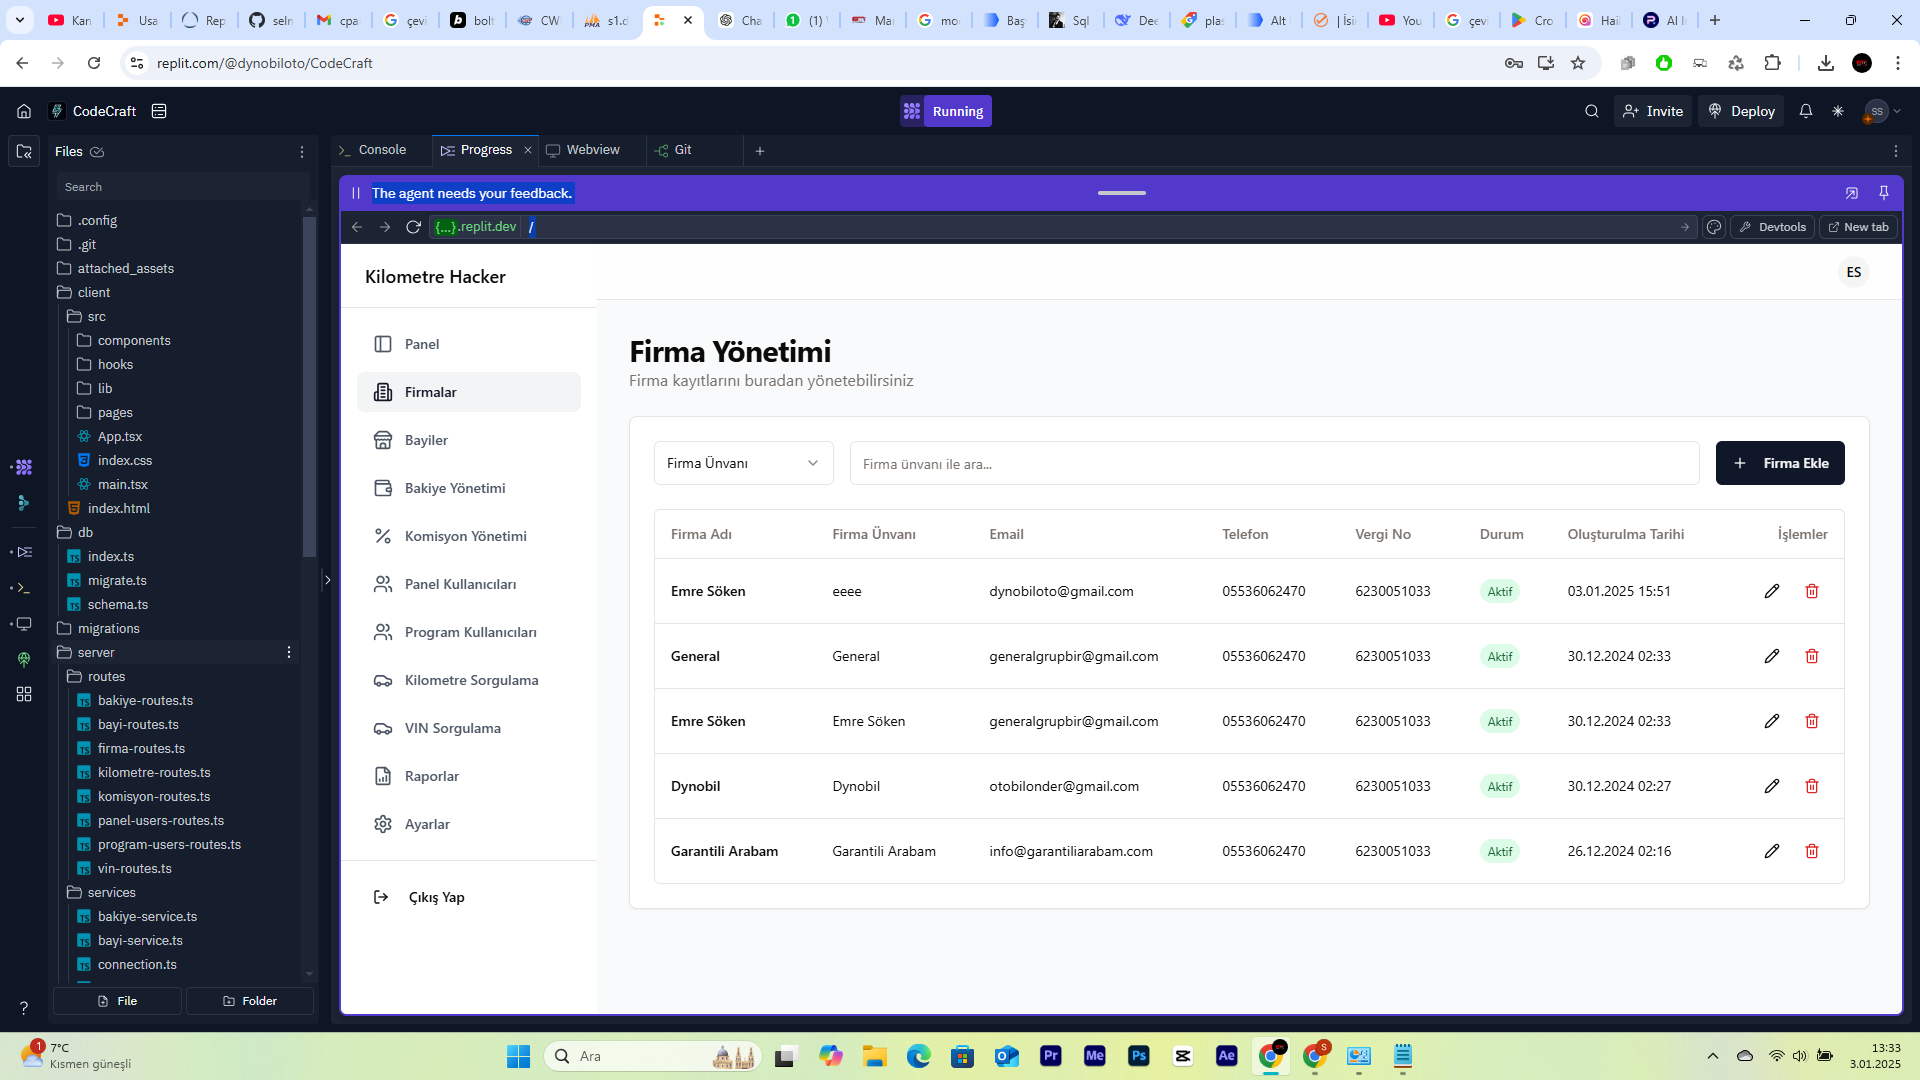 Kan
Usa
Rep
seln
cpa
çevi
bolt
CW
s1.d
Cha
(1)
Mar
moc
Baş
Sql
Dee
plas
Alt
| İsi
You
çevi
Cro
Hail
AI I
replit.com/@dynobiloto/CodeCraft
CodeCraft
Running
Invite
Deploy
SS
Files
Console
Progress
Webview
Git
Search
The agent needs your feedback.
{...}.replit.dev /
Devtools
New tab
.config
.git
attached_assets
client
src
components
hooks
lib
pages
App.tsx
index.css
main.tsx
index.html
db
index.ts
migrate.ts
schema.ts
migrations
server
routes
bakiye-routes.ts
bayi-routes.ts
firma-routes.ts
kilometre-routes.ts
komisyon-routes.ts
panel-users-routes.ts
program-users-routes.ts
vin-routes.ts
services
bakiye-service.ts
bayi-service.ts
connection.ts
File
Folder
Kilometre Hacker
ES
Panel
Firmalar
Bayiler
Bakiye Yönetimi
Komisyon Yönetimi
Panel Kullanıcıları
Program Kullanıcıları
Kilometre Sorgulama
VIN Sorgulama
Raporlar
Ayarlar
Çıkış Yap
Firma Yönetimi
Firma kayıtlarını buradan yönetebilirsiniz
Firma Ünvanı
Firma ünvanı ile ara...
+ Firma Ekle
Firma Adı Firma Ünvanı Email Telefon Vergi No Durum Oluşturulma Tarihi İşlemler
Emre Söken eeee dynobiloto@gmail.com 05536062470 6230051033 Aktif 03.01.2025 15:51
General General generalgrupbir@gmail.com 05536062470 6230051033 Aktif 30.12.2024 02:33
Emre Söken Emre Söken generalgrupbir@gmail.com 05536062470 6230051033 Aktif 30.12.2024 02:33
Dynobil Dynobil otobilonder@gmail.com 05536062470 6230051033 Aktif 30.12.2024 02:27
Garantili Arabam Garantili Arabam info@garantiliarabam.com 05536062470 6230051033 Aktif 26.12.2024 02:16
1
7°C
Kısmen güneşli
Ara
Pr
Me
Ps
Ae
S
13:33
3.01.2025